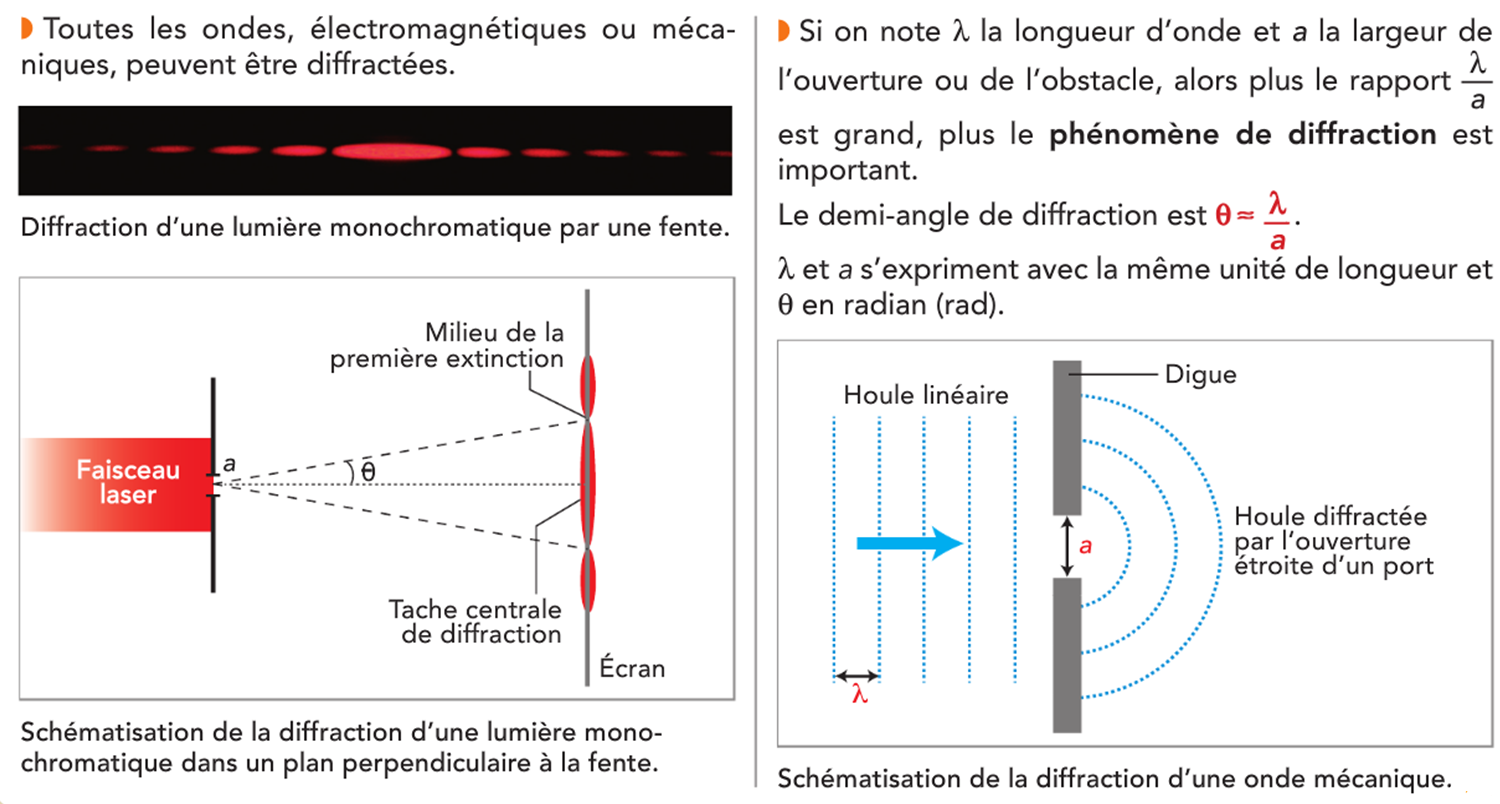 Toutes les ondes, électromagnétiques ou méca-
niques, peuvent être diffractées.
Diffraction d'une lumière monochromatique par une fente.
Milieu de la
première extinction
Faisceau
laser
a
θ
Tache centrale
de diffraction
Écran
Schématisation de la diffraction d'une lumière mono-
chromatique dans un plan perpendiculaire à la fente.
Si on note λ la longueur d'onde et a la largeur de
l'ouverture ou de l'obstacle, alors plus le rapport λ/a
est grand, plus le phénomène de diffraction est
important.
Le demi-angle de diffraction est θ ≈ λ/a.
λ et a s'expriment avec la même unité de longueur et
θ en radian (rad).
Digue
Houle linéaire
a
Houle diffractée
par l'ouverture
étroite d'un port
λ
Schématisation de la diffraction d'une onde mécanique.